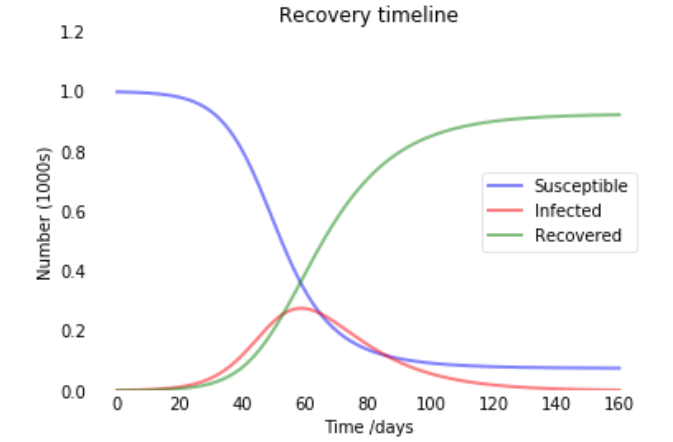 Recovery timeline
1.2
1.0
0.8
0.6
0.4
0.2
0.0
Number (1000s)
Susceptible
Infected
Recovered
0 20 40 60 80 100 120 140 160
Time /days